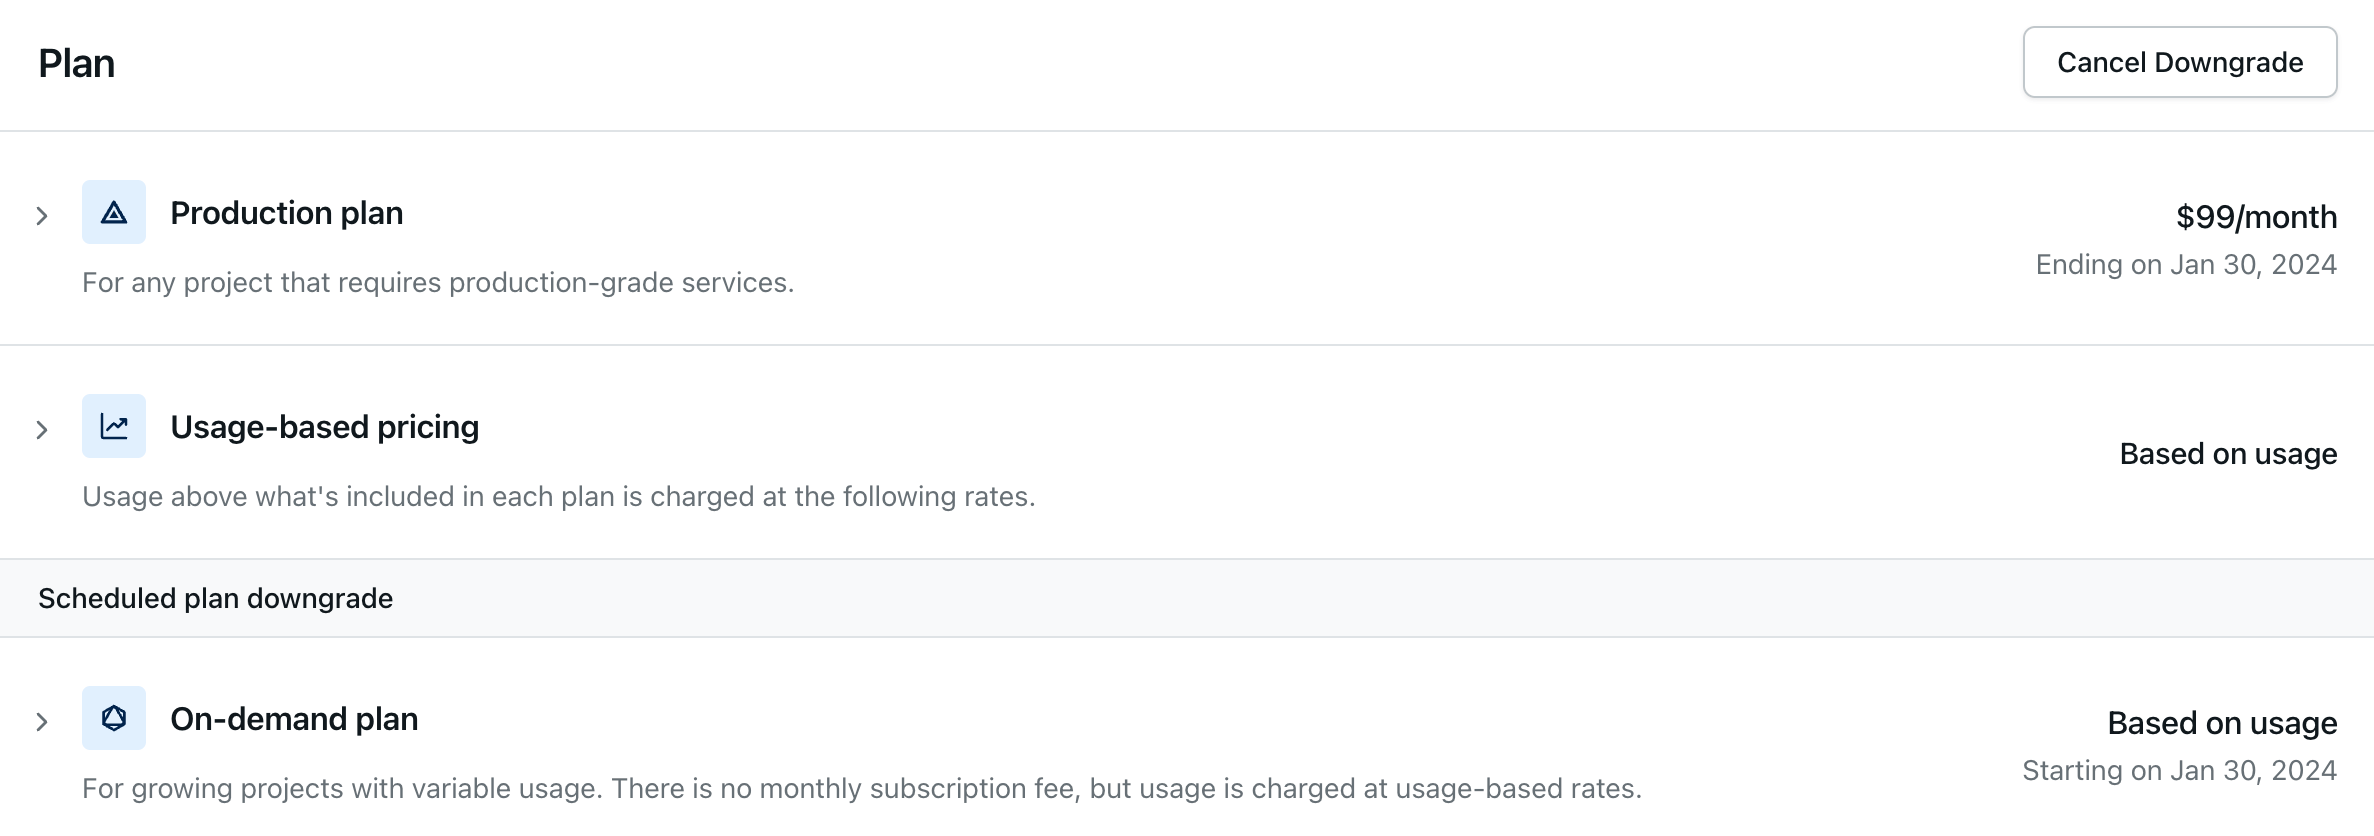 Plan
Cancel Downgrade
Production plan
$99/month
Ending on Jan 30, 2024
For any project that requires production-grade services.
Usage-based pricing
Based on usage
Usage above what's included in each plan is charged at the following rates.
Scheduled plan downgrade
On-demand plan
Based on usage
Starting on Jan 30, 2024
For growing projects with variable usage. There is no monthly subscription fee, but usage is charged at usage-based rates.